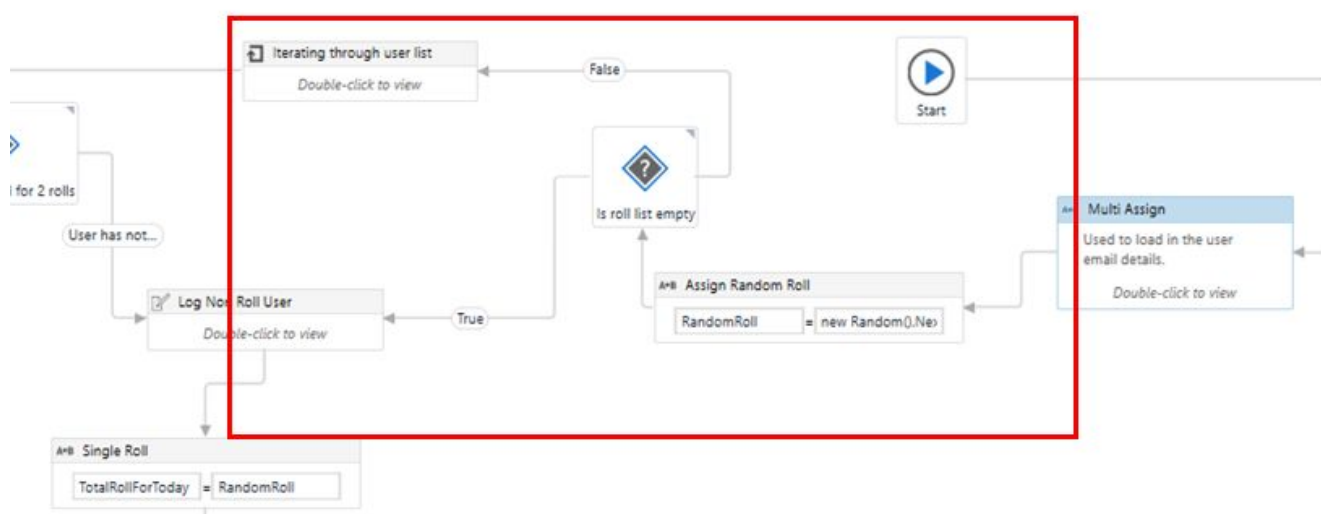 Iterating through user list
Double-click to view
False
Start
for 2 rolls
Is roll list empty
Multi Assign
Used to load in the user
email details.
Double-click to view
User has not...
Assign Random Roll
RandomRoll = new Random().Ne
Log Non Roll User
Double-click to view
True
Single Roll
TotalRollForToday = RandomRoll